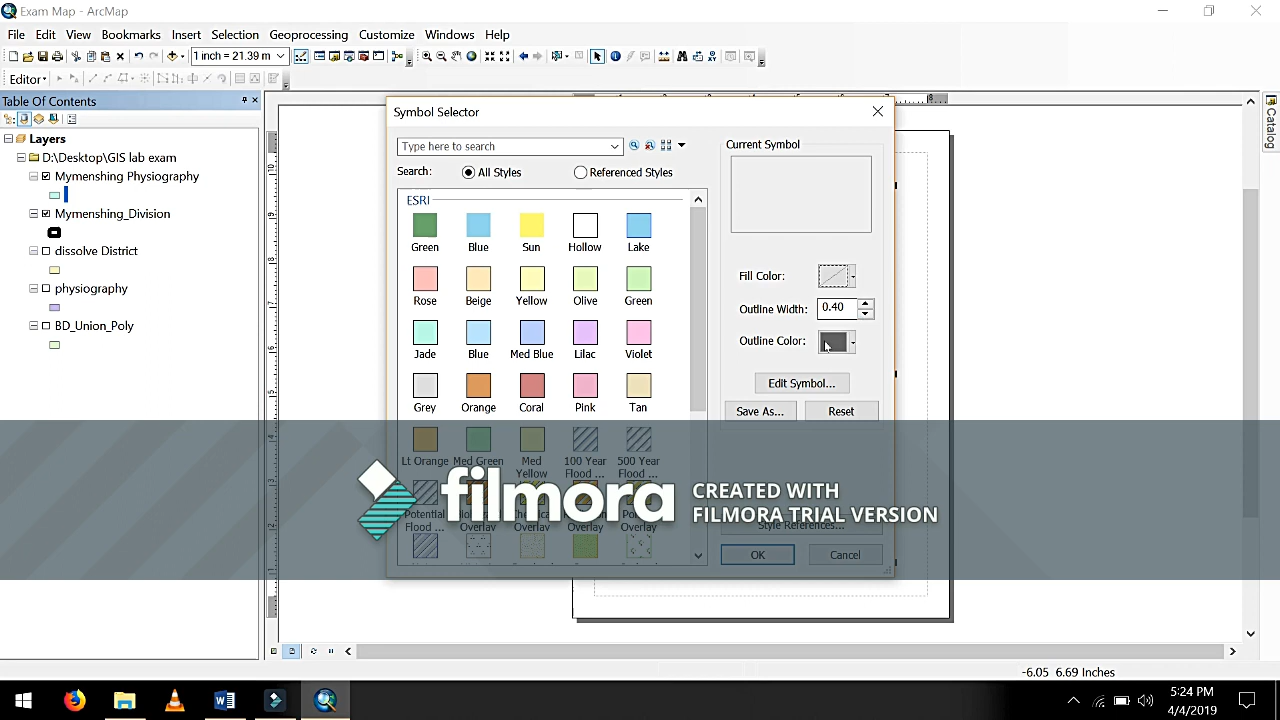 Exam Map - ArcMap
File Edit View Bookmarks Insert Selection Geoprocessing Customize Windows Help
1 inch = 21.39 m
Editor
Table Of Contents
Layers
D:\Desktop\GIS lab exam
Mymenshing Physiography
Mymenshing_Division
dissolve District
physiography
BD_Union_Poly
Symbol Selector
Type here to search
Search: All Styles Referenced Styles
ESRI
Green Blue Sun Hollow Lake
Rose Beige Yellow Olive Green
Jade Blue Med Blue Lilac Violet
Grey Orange Coral Pink Tan
Lt Orange Med Green Med Yellow 100 Year Flood ... 500 Year Flood ...
Potential Flood ...
Overlay Overlay Overlay Overlay
Current Symbol
Fill Color:
Outline Width: 0.40
Outline Color:
Edit Symbol...
Save As... Reset
Style References...
OK Cancel
filmora
CREATED WITH
FILMORA TRIAL VERSION
Catalog
-6.05 6.69 Inches
5:24 PM
4/4/2019